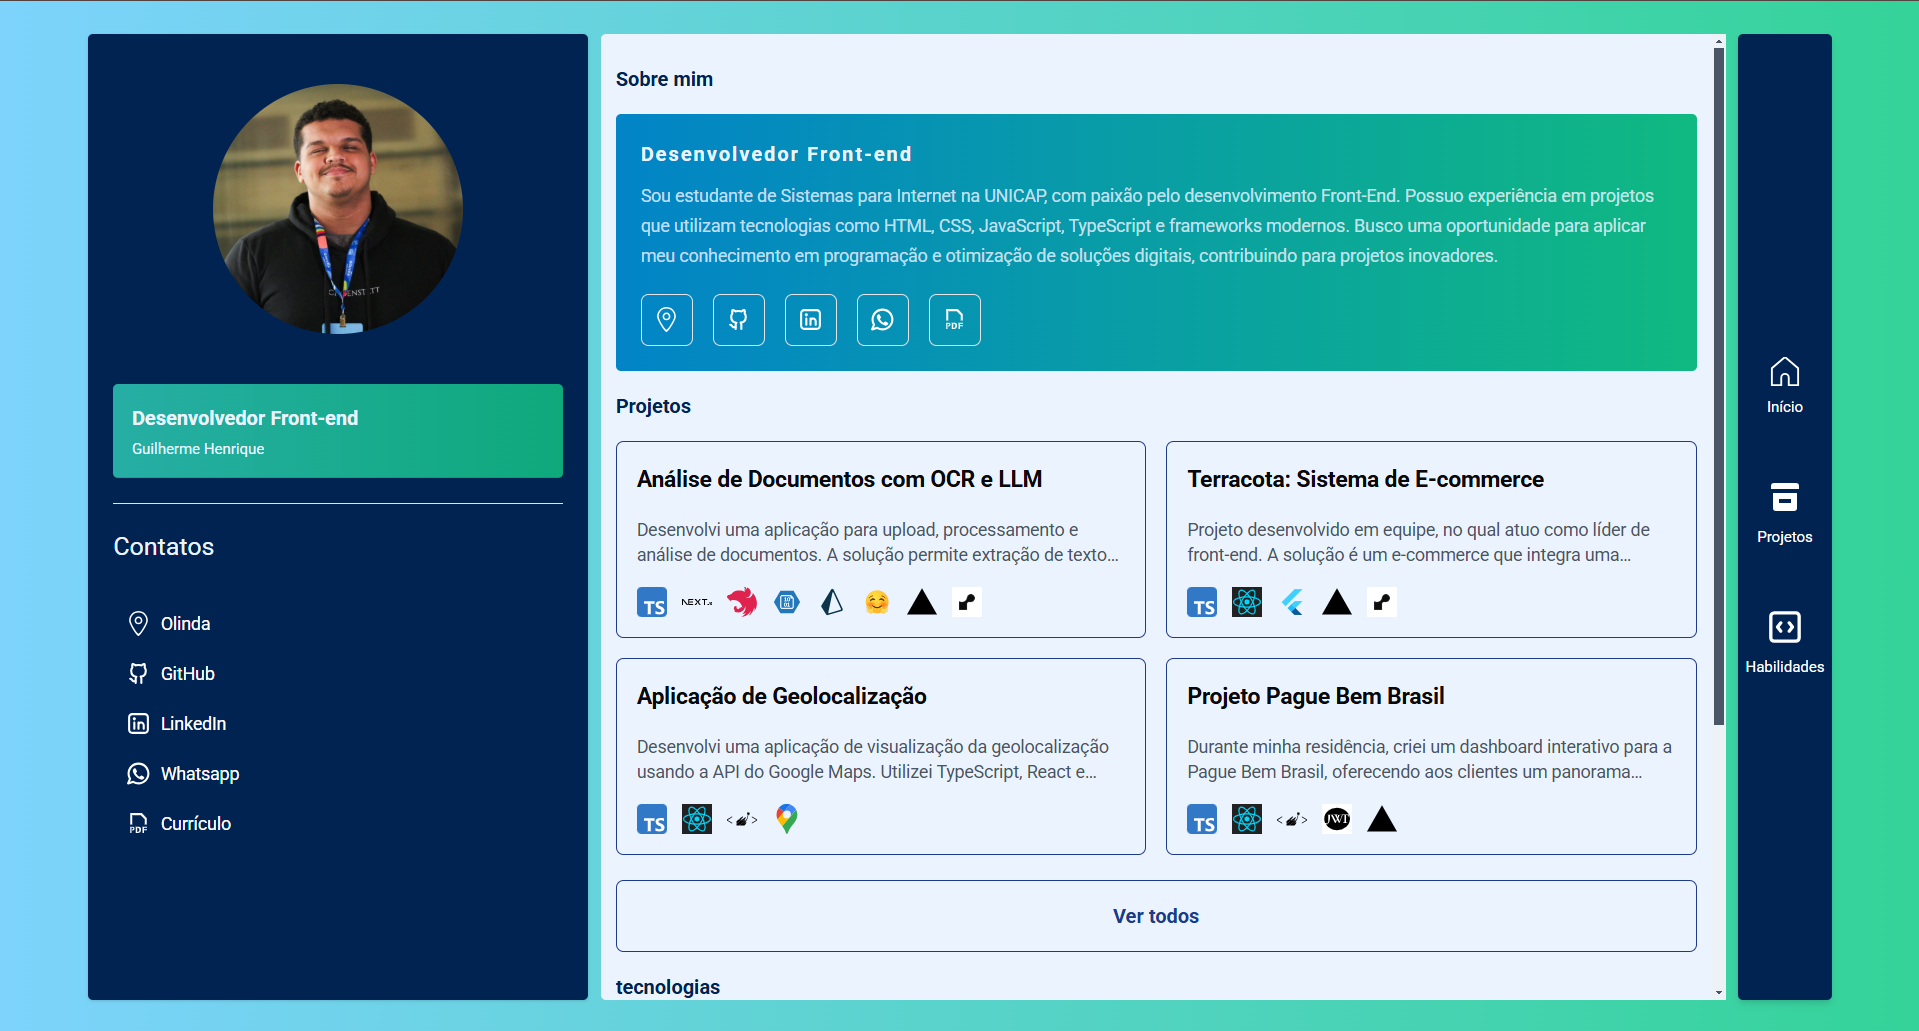 Desenvolvedor Front-end
Guilherme Henrique
Contatos
Olinda
GitHub
LinkedIn
Whatsapp
PDF
Currículo
Sobre mim
Desenvolvedor Front-end
Sou estudante de Sistemas para Internet na UNICAP, com paixão pelo desenvolvimento Front-End. Possuo experiência em projetos
que utilizam tecnologias como HTML, CSS, JavaScript, TypeScript e frameworks modernos. Busco uma oportunidade para aplicar
meu conhecimento em programação e otimização de soluções digitais, contribuindo para projetos inovadores.
PDF
Projetos
Análise de Documentos com OCR e LLM
Desenvolvi uma aplicação para upload, processamento e
análise de documentos. A solução permite extração de texto...
TS NEXT.JS
Terracota: Sistema de E-commerce
Projeto desenvolvido em equipe, no qual atuo como líder de
front-end. A solução é um e-commerce que integra uma...
TS
Aplicação de Geolocalização
Desenvolvi uma aplicação de visualização da geolocalização
usando a API do Google Maps. Utilizei TypeScript, React e...
TS
Projeto Pague Bem Brasil
Durante minha residência, criei um dashboard interativo para a
Pague Bem Brasil, oferecendo aos clientes um panorama...
TS JWT
Ver todos
tecnologias
Início
Projetos
Habilidades